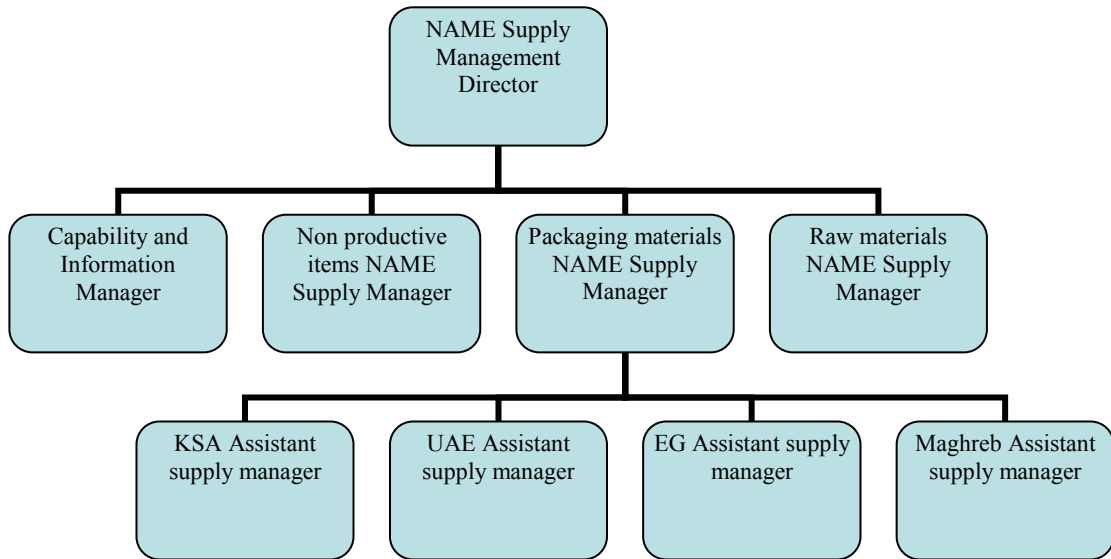 NAME Supply
Management
Director
Capability and
Information
Manager
Non productive
items NAME
Supply Manager
Packaging materials
NAME Supply
Manager
Raw materials
NAME Supply
Manager
KSA Assistant
supply manager
UAE Assistant
supply manager
EG Assistant supply
manager
Maghreb Assistant
supply manager